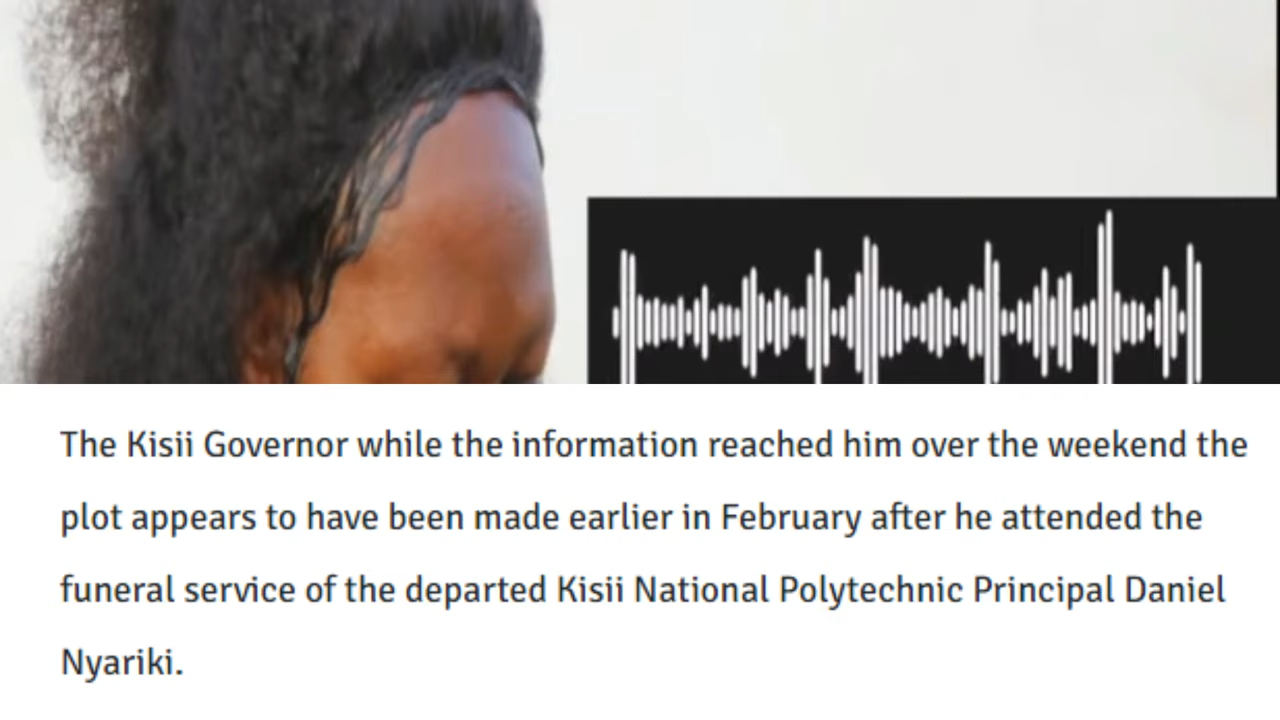 The Kisii Governor while the information reached him over the weekend the
plot appears to have been made earlier in February after he attended the
funeral service of the departed Kisii National Polytechnic Principal Daniel
Nyariki.